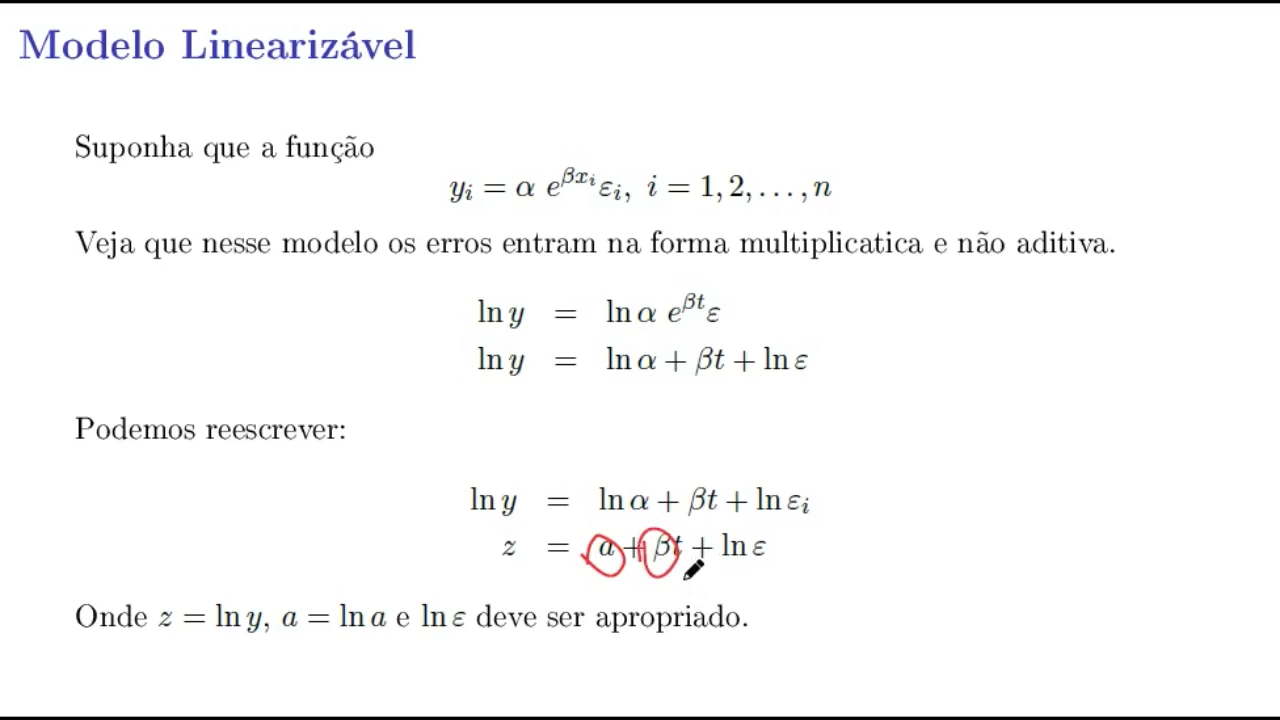 Modelo Linearizável
Suponha que a função
yᵢ = α e^{βxᵢ}εᵢ, i = 1, 2, . . . , n
Veja que nesse modelo os erros entram na forma multiplicatica e não aditiva.
ln y = ln α e^{βt}ε
ln y = ln α + βt + ln ε
Podemos reescrever:
ln y = ln α + βt + ln εᵢ
z = a + βt + ln ε
Onde z = ln y, a = ln a e ln ε deve ser apropriado.